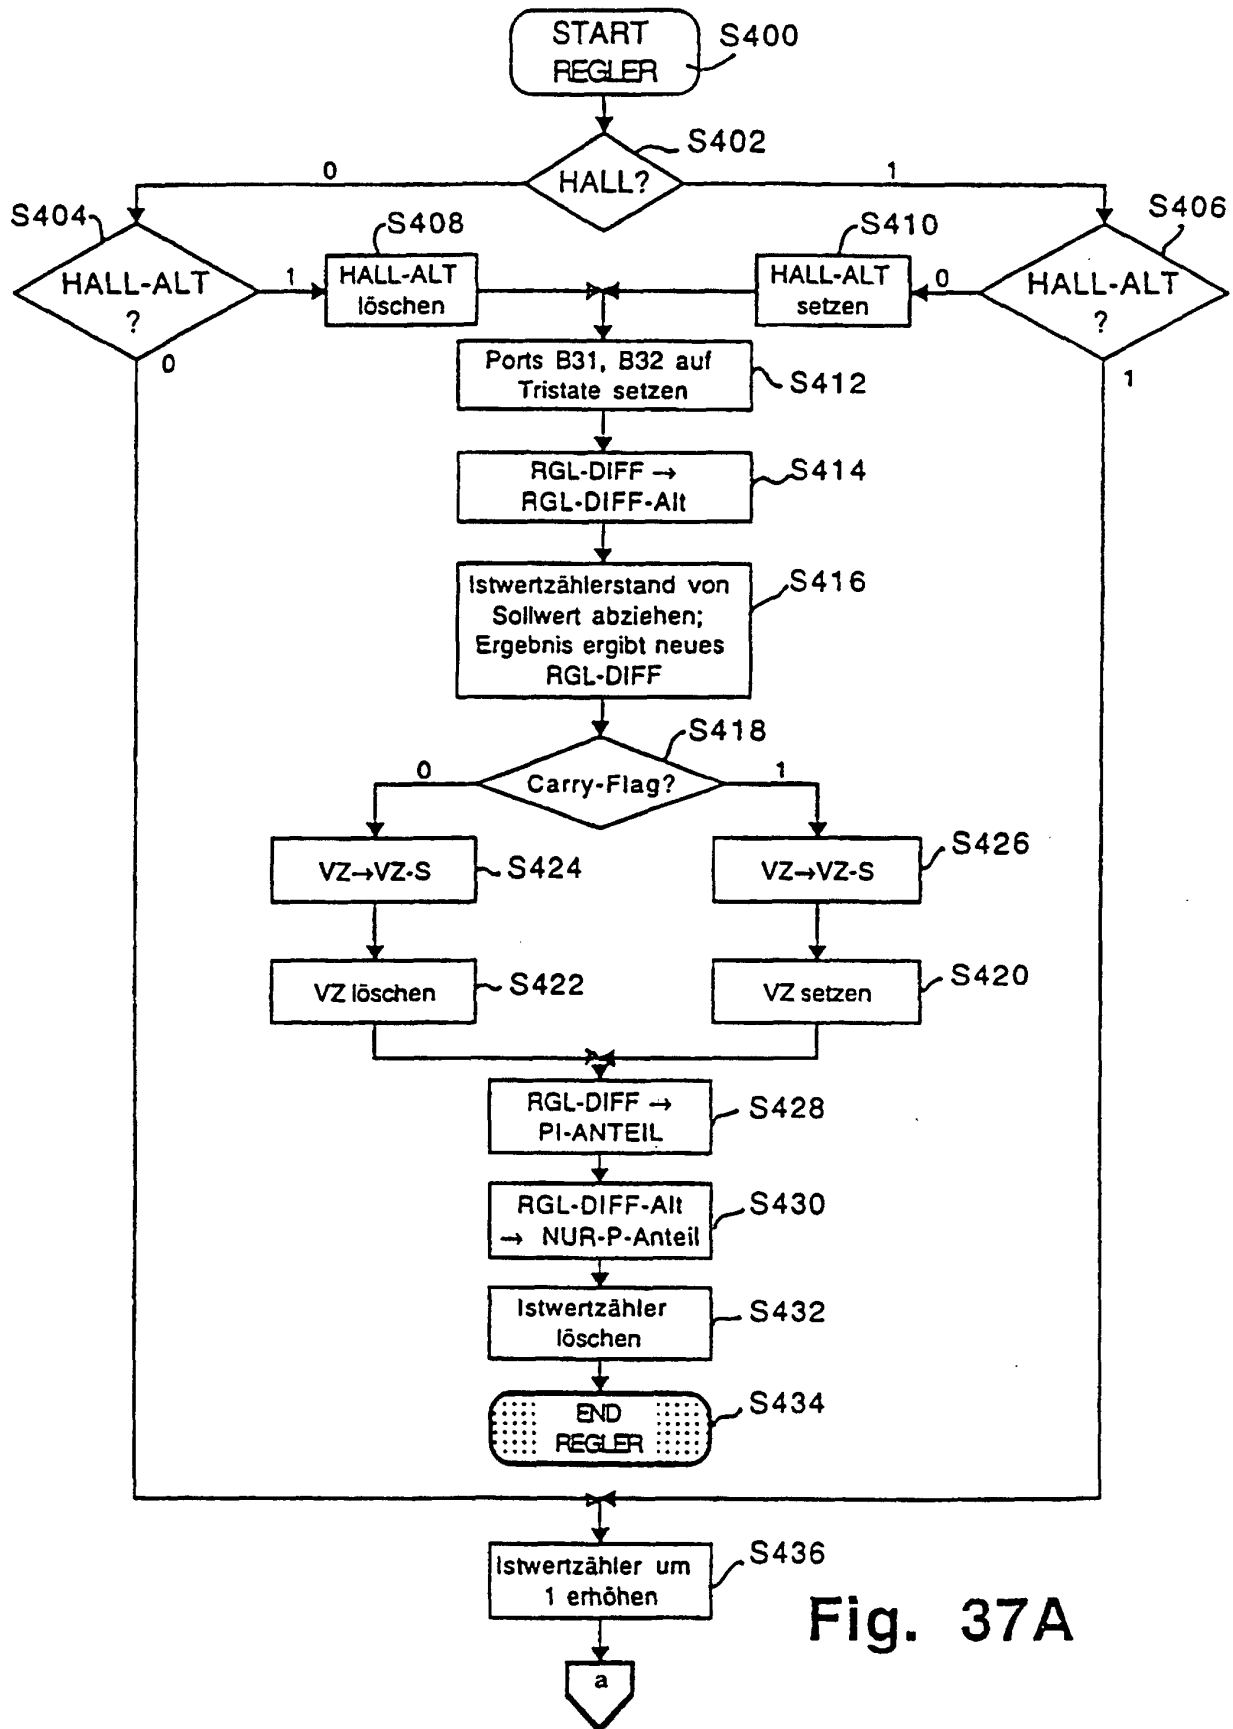 START
REGLER
S400
S402
HALL?
0
1
S404
HALL-ALT
?
0
1
S408
HALL-ALT
löschen
S410
HALL-ALT
setzen
0
S406
HALL-ALT
?
1
Ports B31, B32 auf
Tristate setzen
S412
RGL-DIFF →
RGL-DIFF-Alt
S414
Istwertzählerstand von
Sollwert abziehen;
Ergebnis ergibt neues
RGL-DIFF
S416
S418
Carry-Flag?
0
1
VZ→VZ-S
S424
VZ→VZ-S
S426
VZ löschen
S422
VZ setzen
S420
RGL-DIFF →
PI-ANTEIL
S428
RGL-DIFF-Alt
→ NUR-P-Anteil
S430
Istwertzähler
löschen
S432
END
REGLER
S434
Istwertzähler um
1 erhöhen
S436
a
Fig. 37A